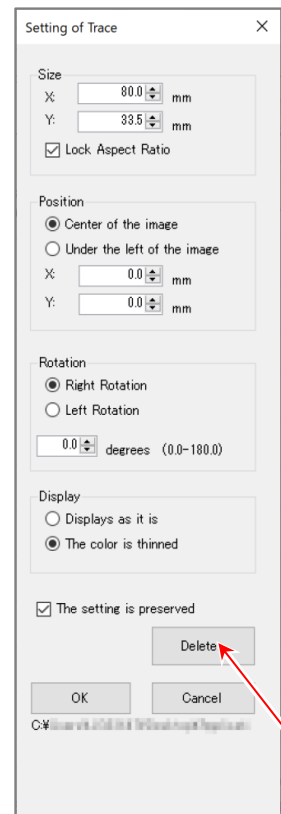 Setting of Trace
Size
X: 80.0 mm
Y: 33.5 mm
Lock Aspect Ratio
Position
Center of the image
Under the left of the image
X: 0.0 mm
Y: 0.0 mm
Rotation
Right Rotation
Left Rotation
0.0 degrees (0.0-180.0)
Display
Displays as it is
The color is thinned
The setting is preserved
Delete
OK Cancel
C:¥